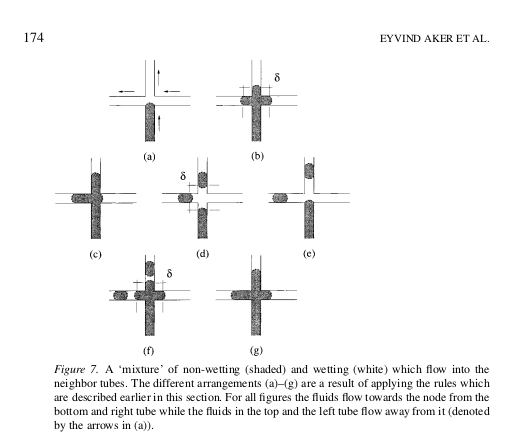 174
EYVIND AKER ET AL.
δ
(a)
(b)
δ
(c)
(d)
(e)
δ
(f)
(g)
Figure 7. A ‘mixture’ of non-wetting (shaded) and wetting (white) which flow into the
neighbor tubes. The different arrangements (a)–(g) are a result of applying the rules which
are described earlier in this section. For all figures the fluids flow towards the node from the
bottom and right tube while the fluids in the top and the left tube flow away from it (denoted
by the arrows in (a)).